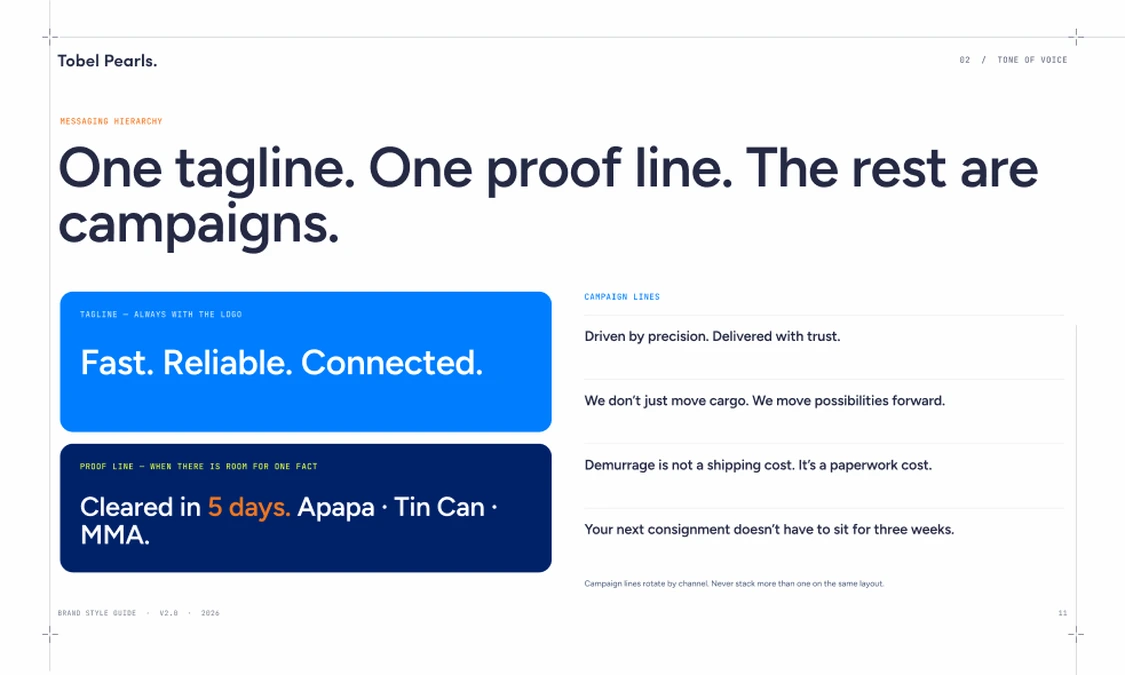 Tobel Pearls.
02 / TONE OF VOICE
MESSAGING HIERARCHY
One tagline. One proof line. The rest are
campaigns.
TAGLINE — ALWAYS WITH THE LOGO
Fast. Reliable. Connected.
PROOF LINE — WHEN THERE IS ROOM FOR ONE FACT
Cleared in 5 days. Apapa · Tin Can ·
MMA.
CAMPAIGN LINES
Driven by precision. Delivered with trust.
We don’t just move cargo. We move possibilities forward.
Demurrage is not a shipping cost. It’s a paperwork cost.
Your next consignment doesn’t have to sit for three weeks.
Campaign lines rotate by channel. Never stack more than one on the same layout.
BRAND STYLE GUIDE · V2.0 · 2026
11